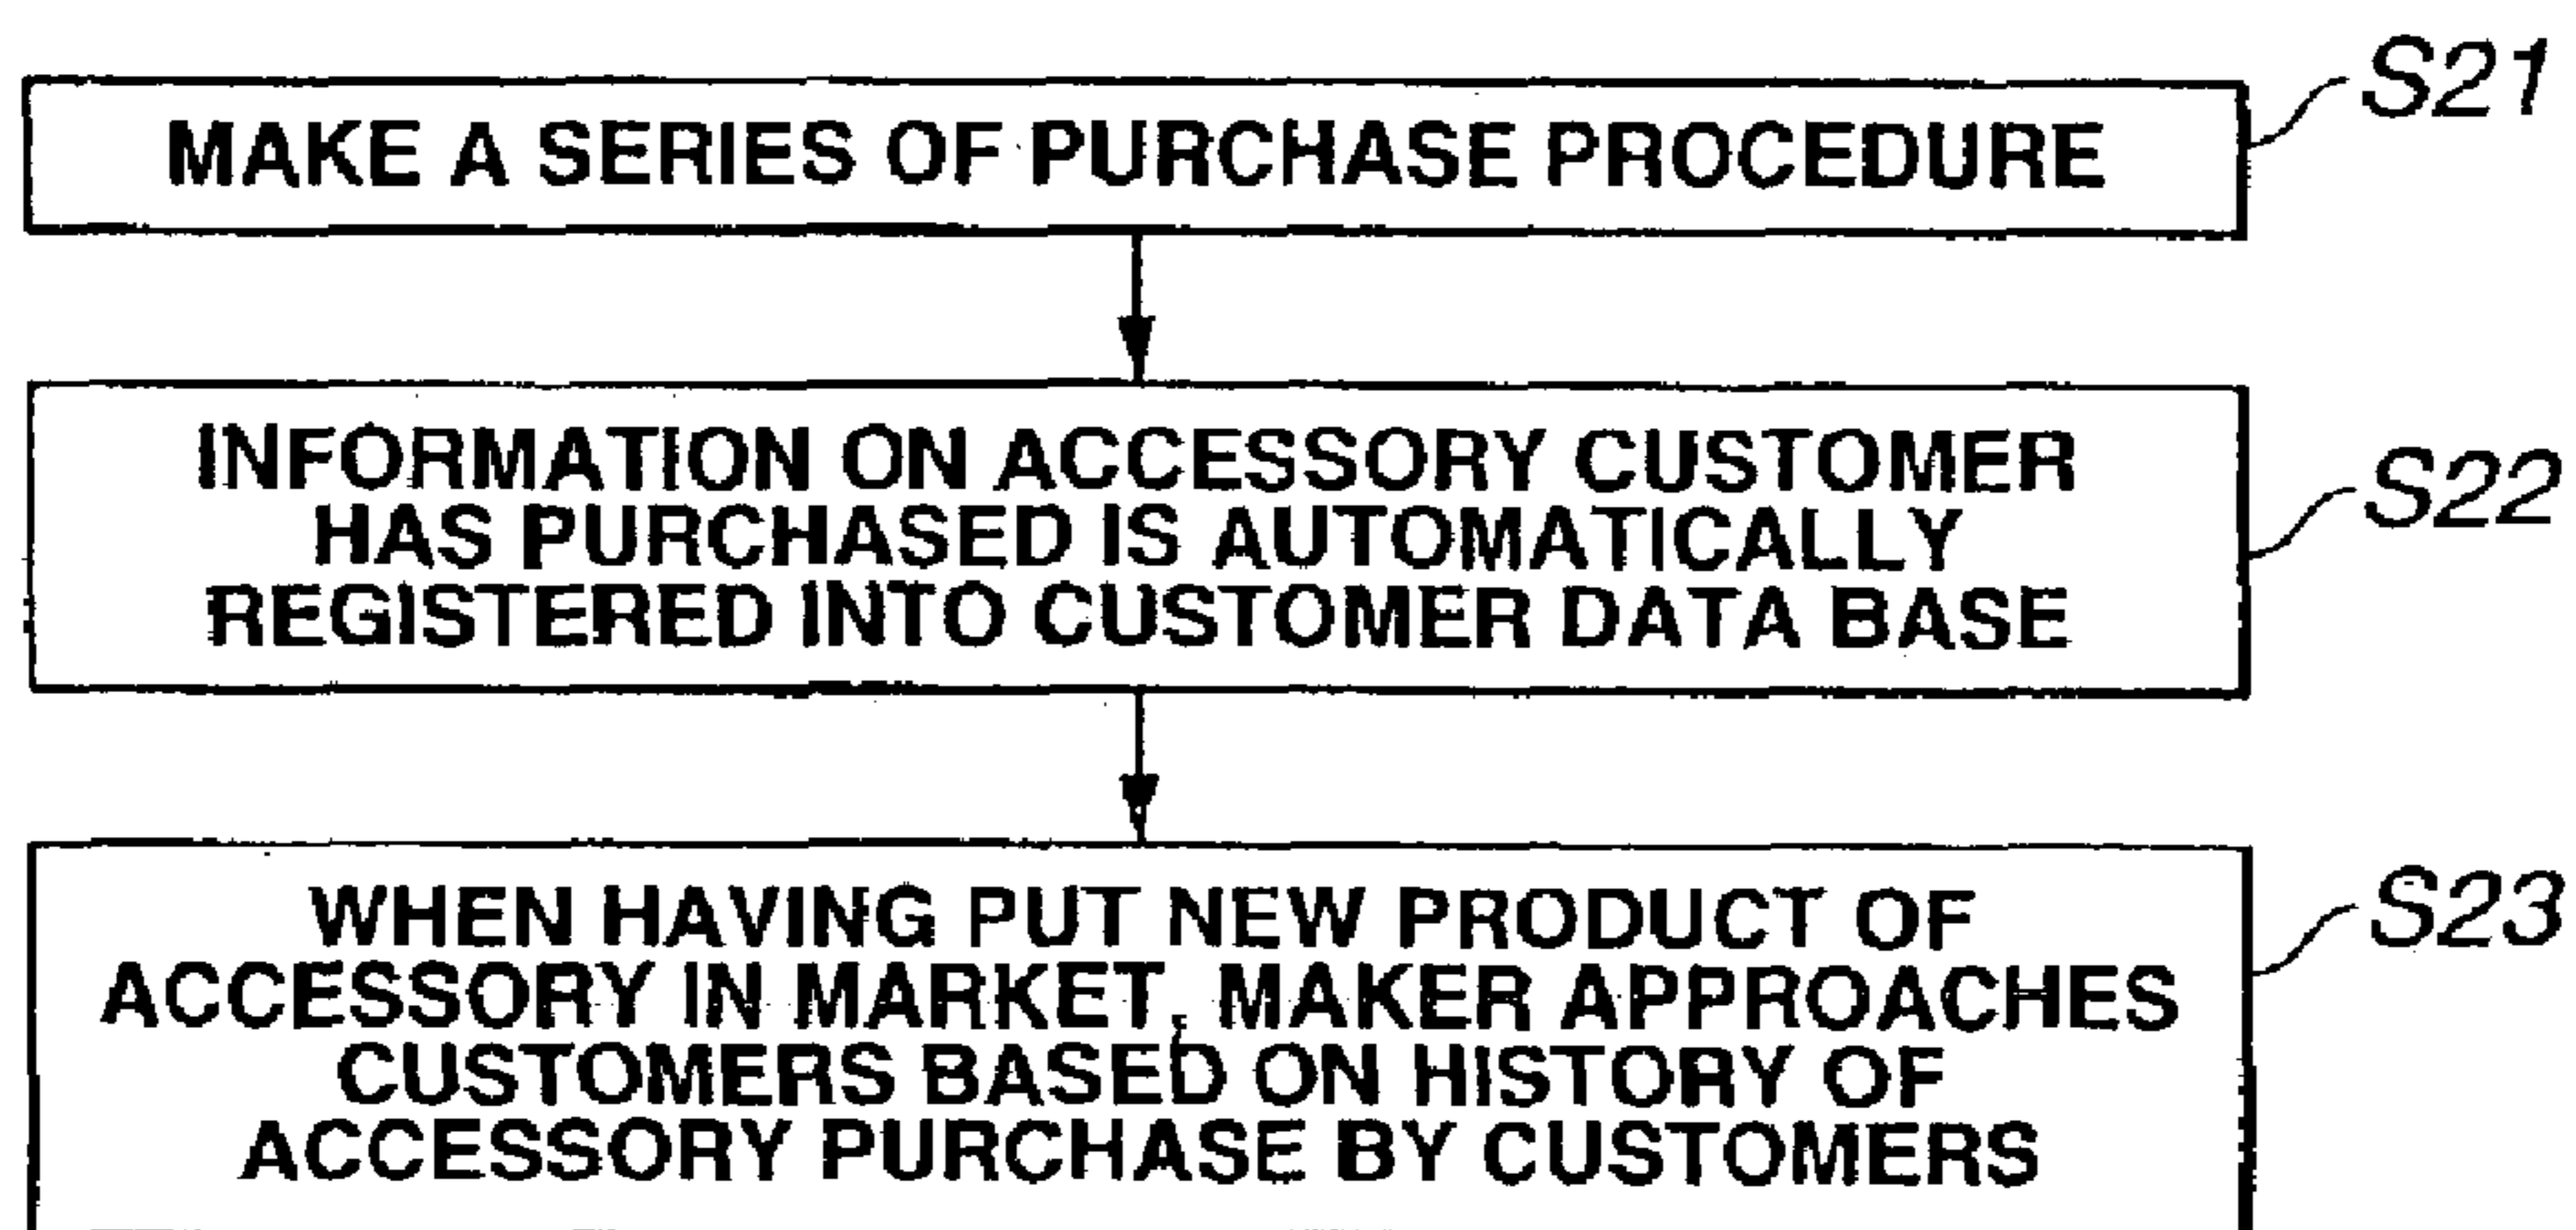 S21
MAKE A SERIES OF PURCHASE PROCEDURE
INFORMATION ON ACCESSORY CUSTOMER
HAS PURCHASED IS AUTOMATICALLY
REGISTERED INTO CUSTOMER DATA BASE
S22
WHEN HAVING PUT NEW PRODUCT OF
ACCESSORY IN MARKET, MAKER APPROACHES
CUSTOMERS BASED ON HISTORY OF
ACCESSORY PURCHASE BY CUSTOMERS
S23